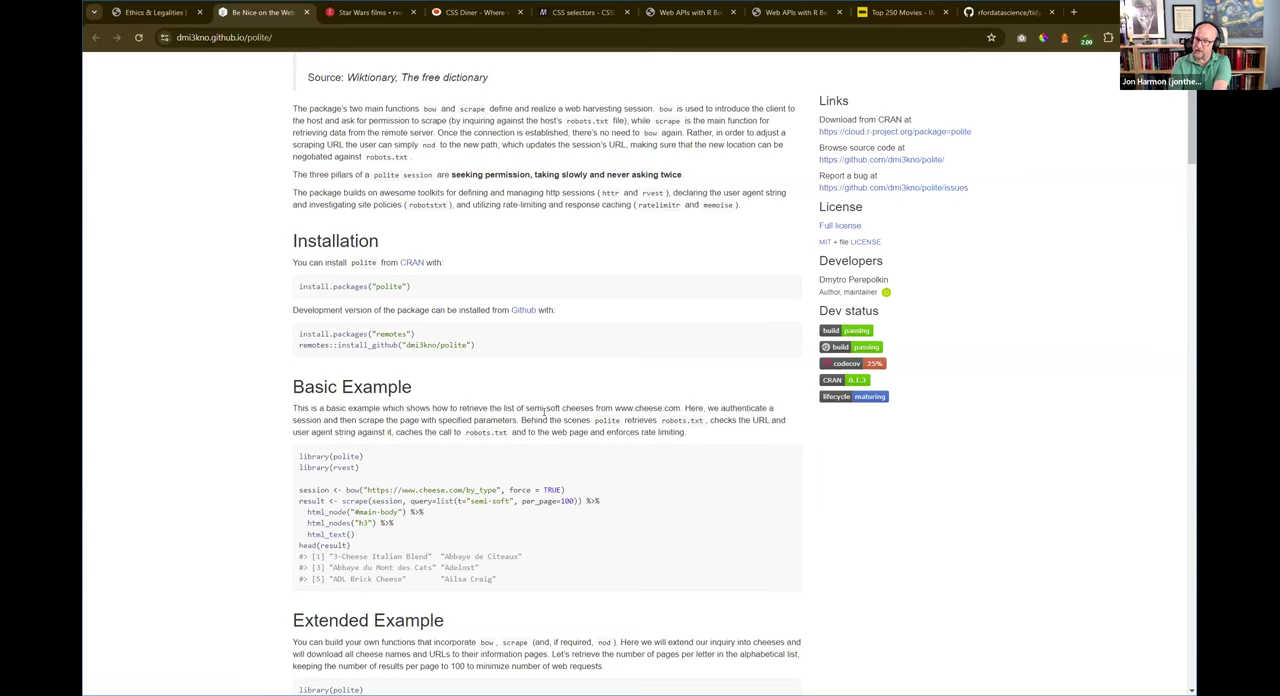 Ethics & Legalities |
Be Nice on the Web
Star Wars films • rv
CSS Diner - Where
CSS selectors - CSS:
Web APIs with R Bo
Web APIs with R Bo
Top 250 Movies - IM
rfordatascience/tidy
dmi3kno.github.io/polite/
2.00
Jon Harmon (jonthe...
Source: Wiktionary, The free dictionary
The package's two main functions bow and scrape define and realize a web harvesting session. bow is used to introduce the client to
the host and ask for permission to scrape (by inquiring against the host's robots.txt file), while scrape is the main function for
retrieving data from the remote server. Once the connection is established, there's no need to bow again. Rather, in order to adjust a
scraping URL the user can simply nod to the new path, which updates the session's URL, making sure that the new location can be
negotiated against robots.txt.
The three pillars of a polite session are seeking permission, taking slowly and never asking twice.
The package builds on awesome toolkits for defining and managing http sessions (httr and rvest), declaring the user agent string
and investigating site policies (robotstxt), and utilizing rate-limiting and response caching (ratelimitr and memoise).
Installation
You can install polite from CRAN with:
install.packages("polite")
Development version of the package can be installed from Github with:
install.packages("remotes")
remotes::install_github("dmi3kno/polite")
Basic Example
This is a basic example which shows how to retrieve the list of semi-soft cheeses from www.cheese.com. Here, we authenticate a
session and then scrape the page with specified parameters. Behind the scenes polite retrieves robots.txt, checks the URL and
user agent string against it, caches the call to robots.txt and to the web page and enforces rate limiting.
library(polite)
library(rvest)
session <- bow("https://www.cheese.com/by_type", force = TRUE)
result <- scrape(session, query=list(t="semi-soft", per_page=100)) %>%
html_node("#main-body") %>%
html_nodes("h3") %>%
html_text()
head(result)
#> [1] "3-Cheese Italian Blend" "Abbaye de Citeaux"
#> [3] "Abbaye du Mont des Cats" "Adelost"
#> [5] "ADL Brick Cheese" "Ailsa Craig"
Extended Example
You can build your own functions that incorporate bow, scrape (and, if required, nod). Here we will extend our inquiry into cheeses and
will download all cheese names and URLs to their information pages. Let's retrieve the number of pages per letter in the alphabetical list,
keeping the number of results per page to 100 to minimize number of web requests.
library(polite)
Links
Download from CRAN at
https://cloud.r-project.org/package=polite
Browse source code at
https://github.com/dmi3kno/polite/
Report a bug at
https://github.com/dmi3kno/polite/issues
License
Full license
MIT + file LICENSE
Developers
Dmytro Perepolkin
Author, maintainer
Dev status
build passing
build passing
codecov 25%
CRAN 0.1.3
lifecycle maturing